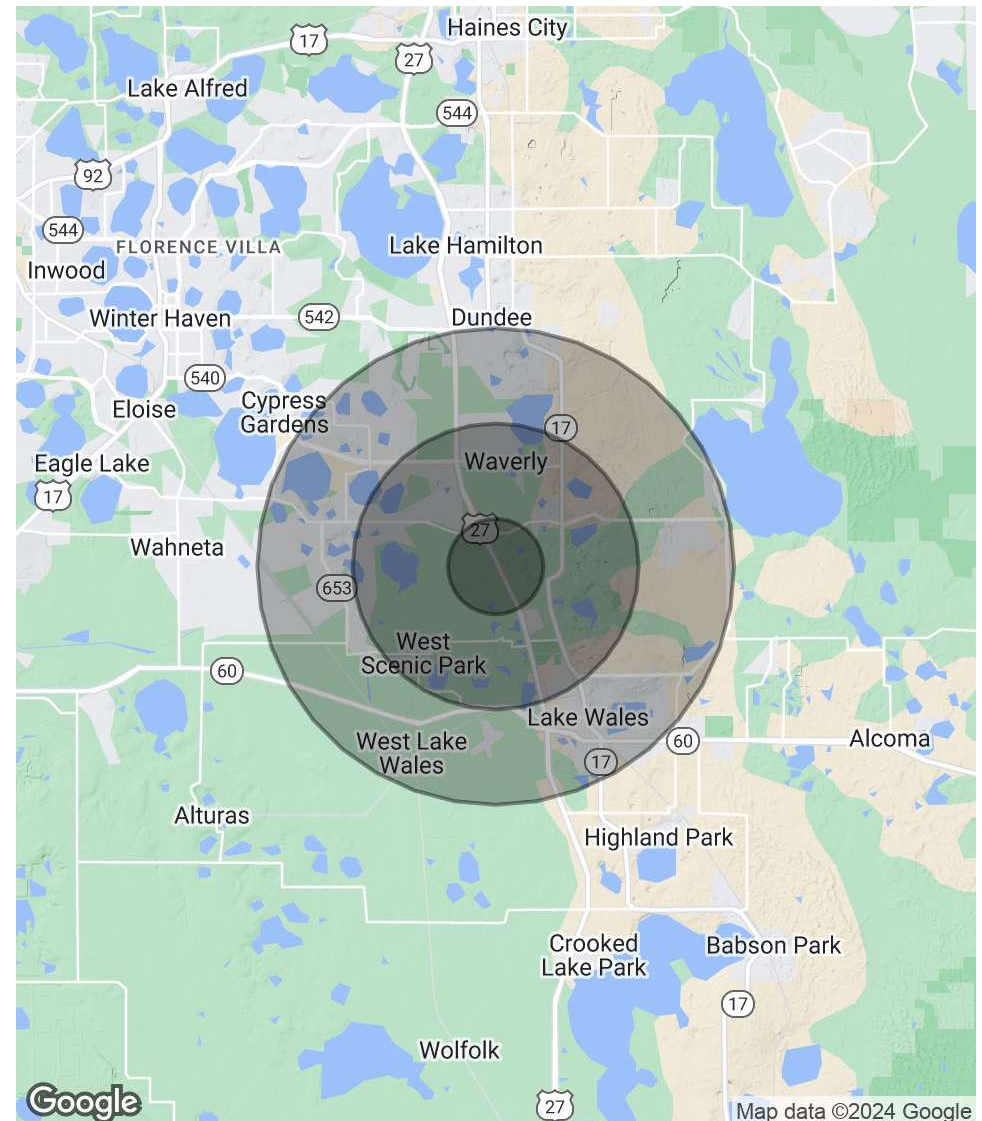 Haines City
17
27
Lake Alfred
544
92
544
FLORENCE VILLA
Lake Hamilton
Inwood
Winter Haven
542
Dundee
540
Cypress
Gardens
Eloise
17
Waverly
Eagle Lake
17
27
Wahneta
653
West
Scenic Park
60
Lake Wales
West Lake
Wales
60
Alcoma
17
Alturas
Highland Park
Crooked
Lake Park
Babson Park
17
Wolfolk
27
Google
Map data ©2024 Google